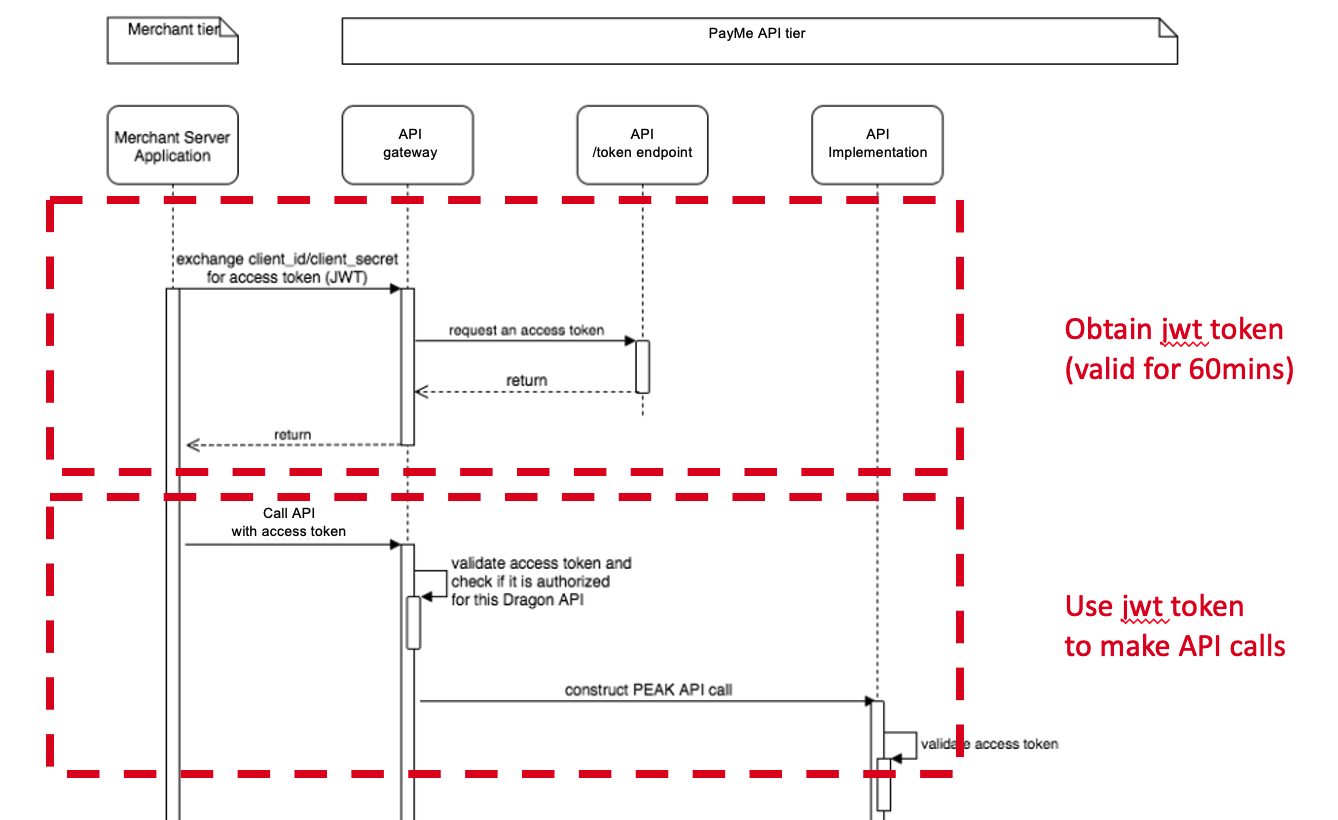 Merchant tier
PayMe API tier
Merchant Server
Application
API
gateway
API
/token endpoint
API
Implementation
exchange client_id/client_secret
for access token (JWT)
request an access token
return
return
Obtain jwt token
(valid for 60mins)
Call API
with access token
validate access token and
check if it is authorized
for this Dragon API
Use jwt token
to make API calls
construct PEAK API call
validate access token